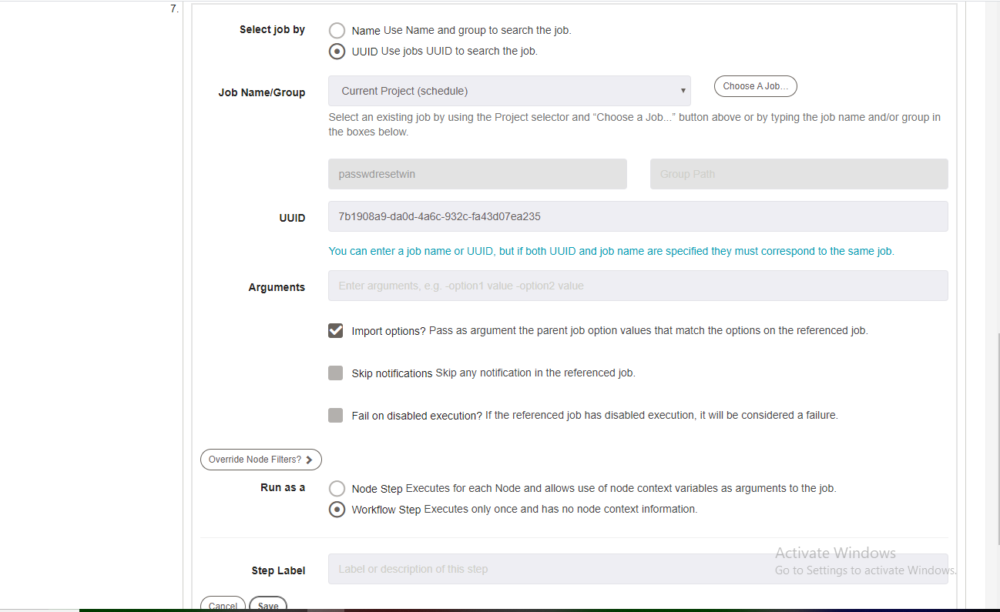 7.
Select job by
Name Use Name and group to search the job.
UUID Use jobs UUID to search the job.
Job Name/Group
Current Project (schedule)
Choose A Job...
Select an existing job by using the Project selector and “Choose a Job...” button above or by typing the job name and/or group in
the boxes below.
passwdresetwin
Group Path
UUID
7b1908a9-da0d-4a6c-932c-fa43d07ea235
You can enter a job name or UUID, but if both UUID and job name are specified they must correspond to the same job.
Arguments
Enter arguments, e.g. -option1 value -option2 value
Import options? Pass as argument the parent job option values that match the options on the referenced job.
Skip notifications Skip any notification in the referenced job.
Fail on disabled execution? If the referenced job has disabled execution, it will be considered a failure.
Override Node Filters?
Run as a
Node Step Executes for each Node and allows use of node context variables as arguments to the job.
Workflow Step Executes only once and has no node context information.
Step Label
Label or description of this step
Activate Windows
Go to Settings to activate Windows.
Cancel
Save